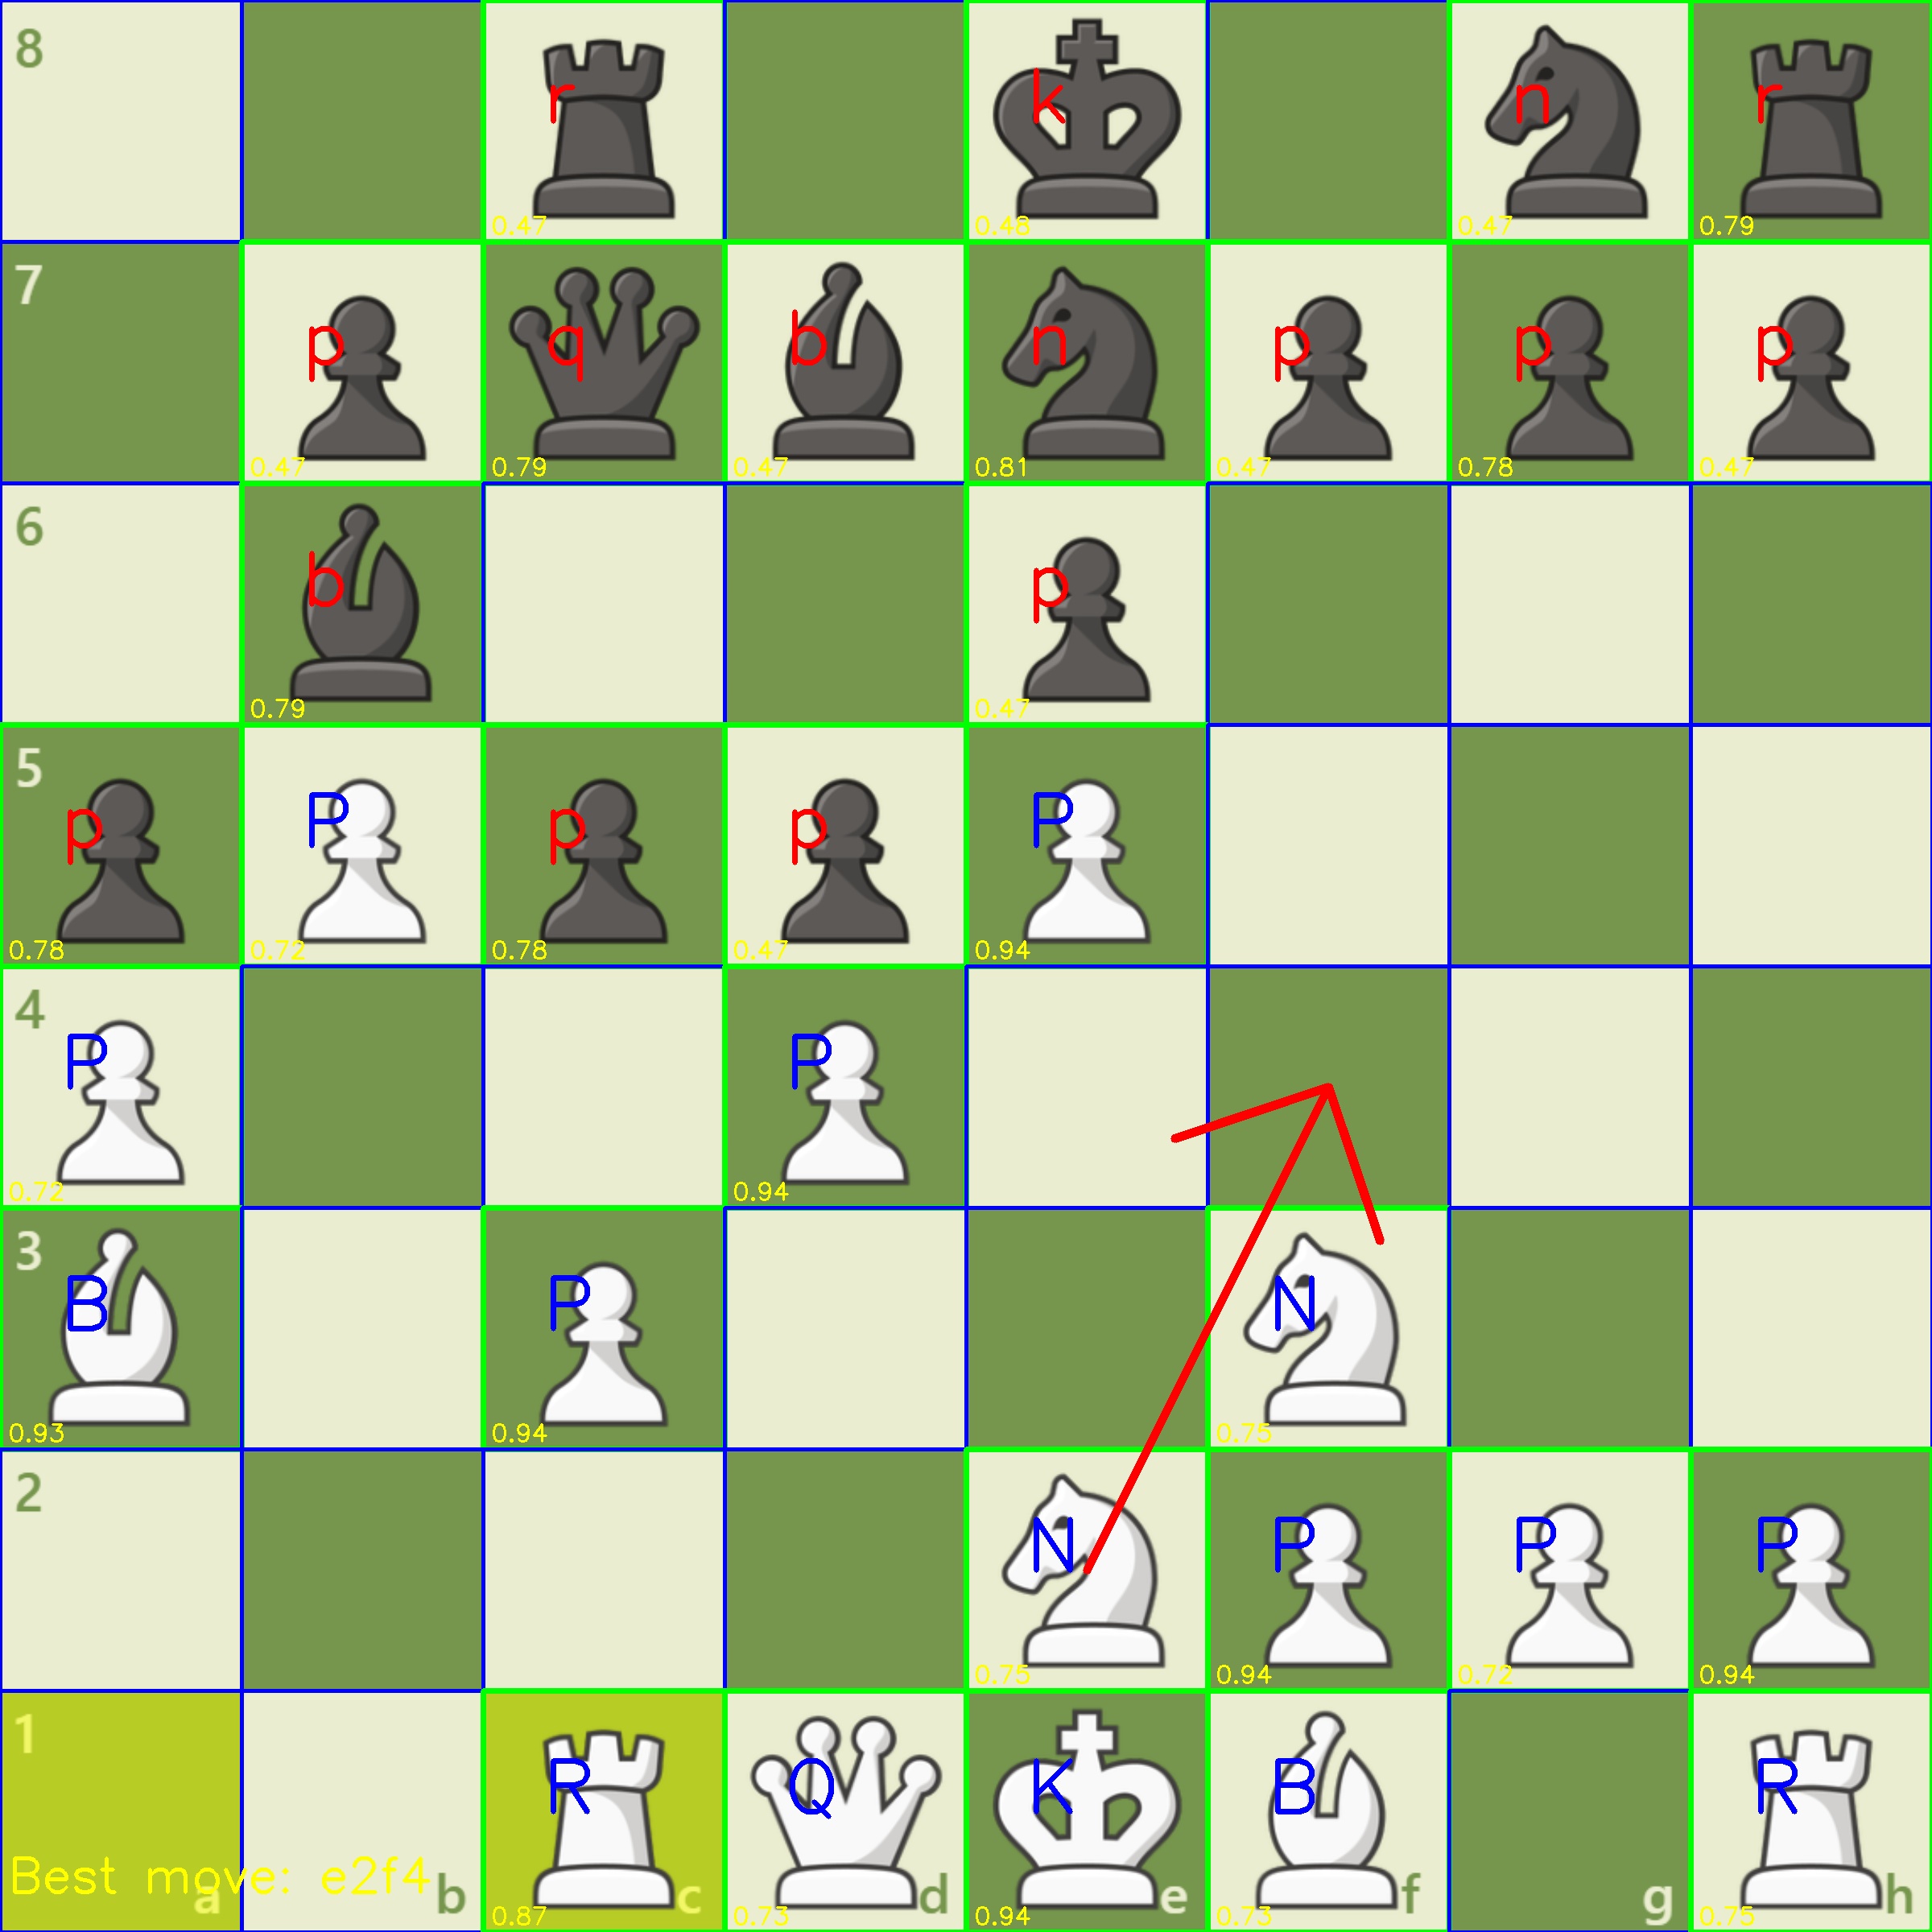 8
r k n r
0.47 0.48 0.47 0.79
7
p q b n p p p
0.47 0.79 0.47 0.81 0.47 0.78 0.47
6
b p
0.79 0.47
5
p P p p P
0.78 0.72 0.78 0.47 0.94
4
P P
0.72 0.94
3
B P N
0.93 0.94 0.75
2
N P P P
0.75 0.94 0.72 0.94
1
R Q K B R
Best move: e2f4
a b c d e f g h
0.87 0.73 0.94 0.73 0.75